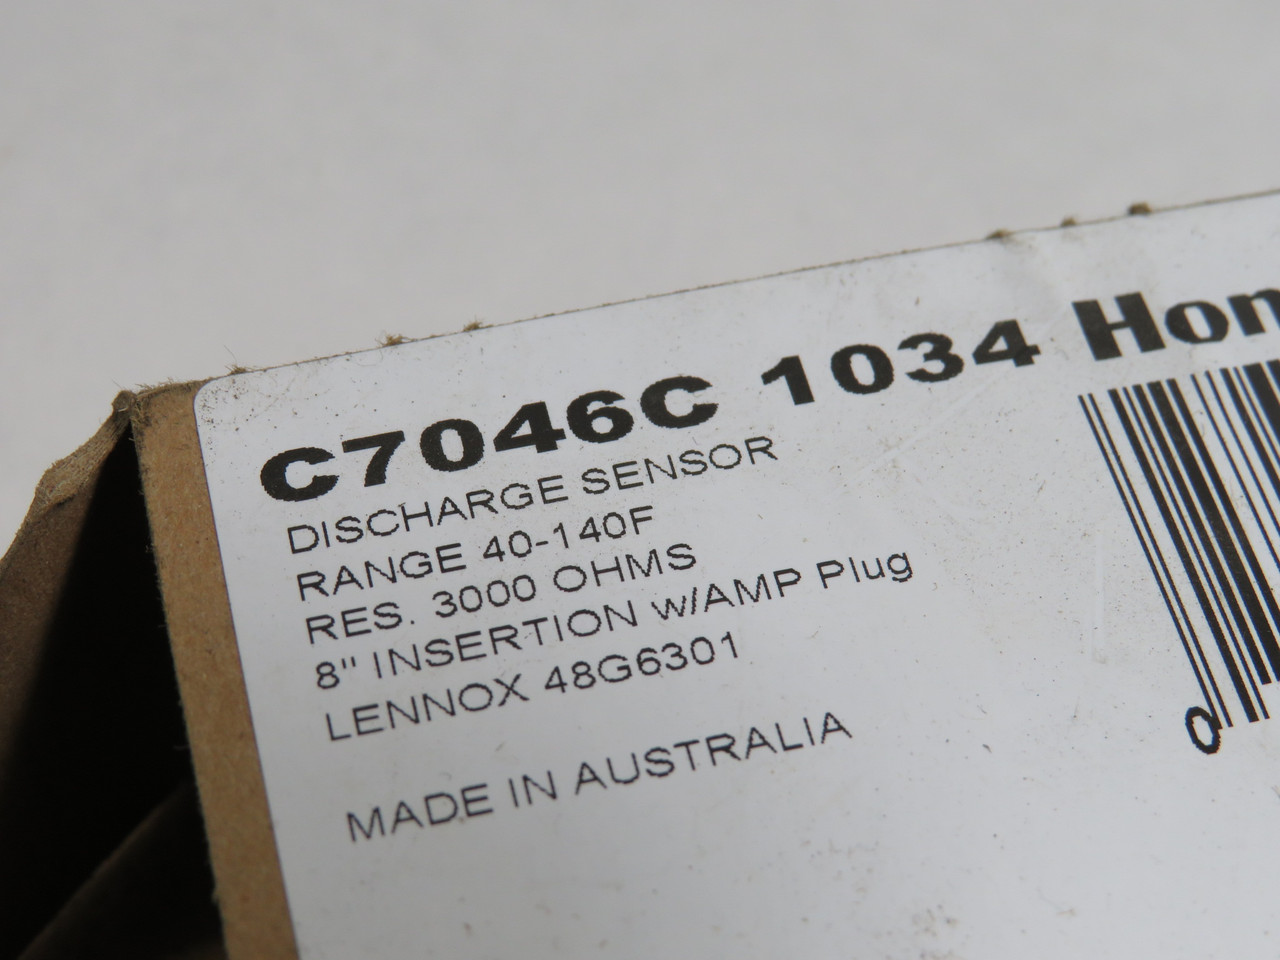 C7046C 1034 Hon
DISCHARGE SENSOR
RANGE 40-140F
RES. 3000 OHMS
8" INSERTION w/AMP Plug
LENNOX 48G6301
MADE IN AUSTRALIA
0